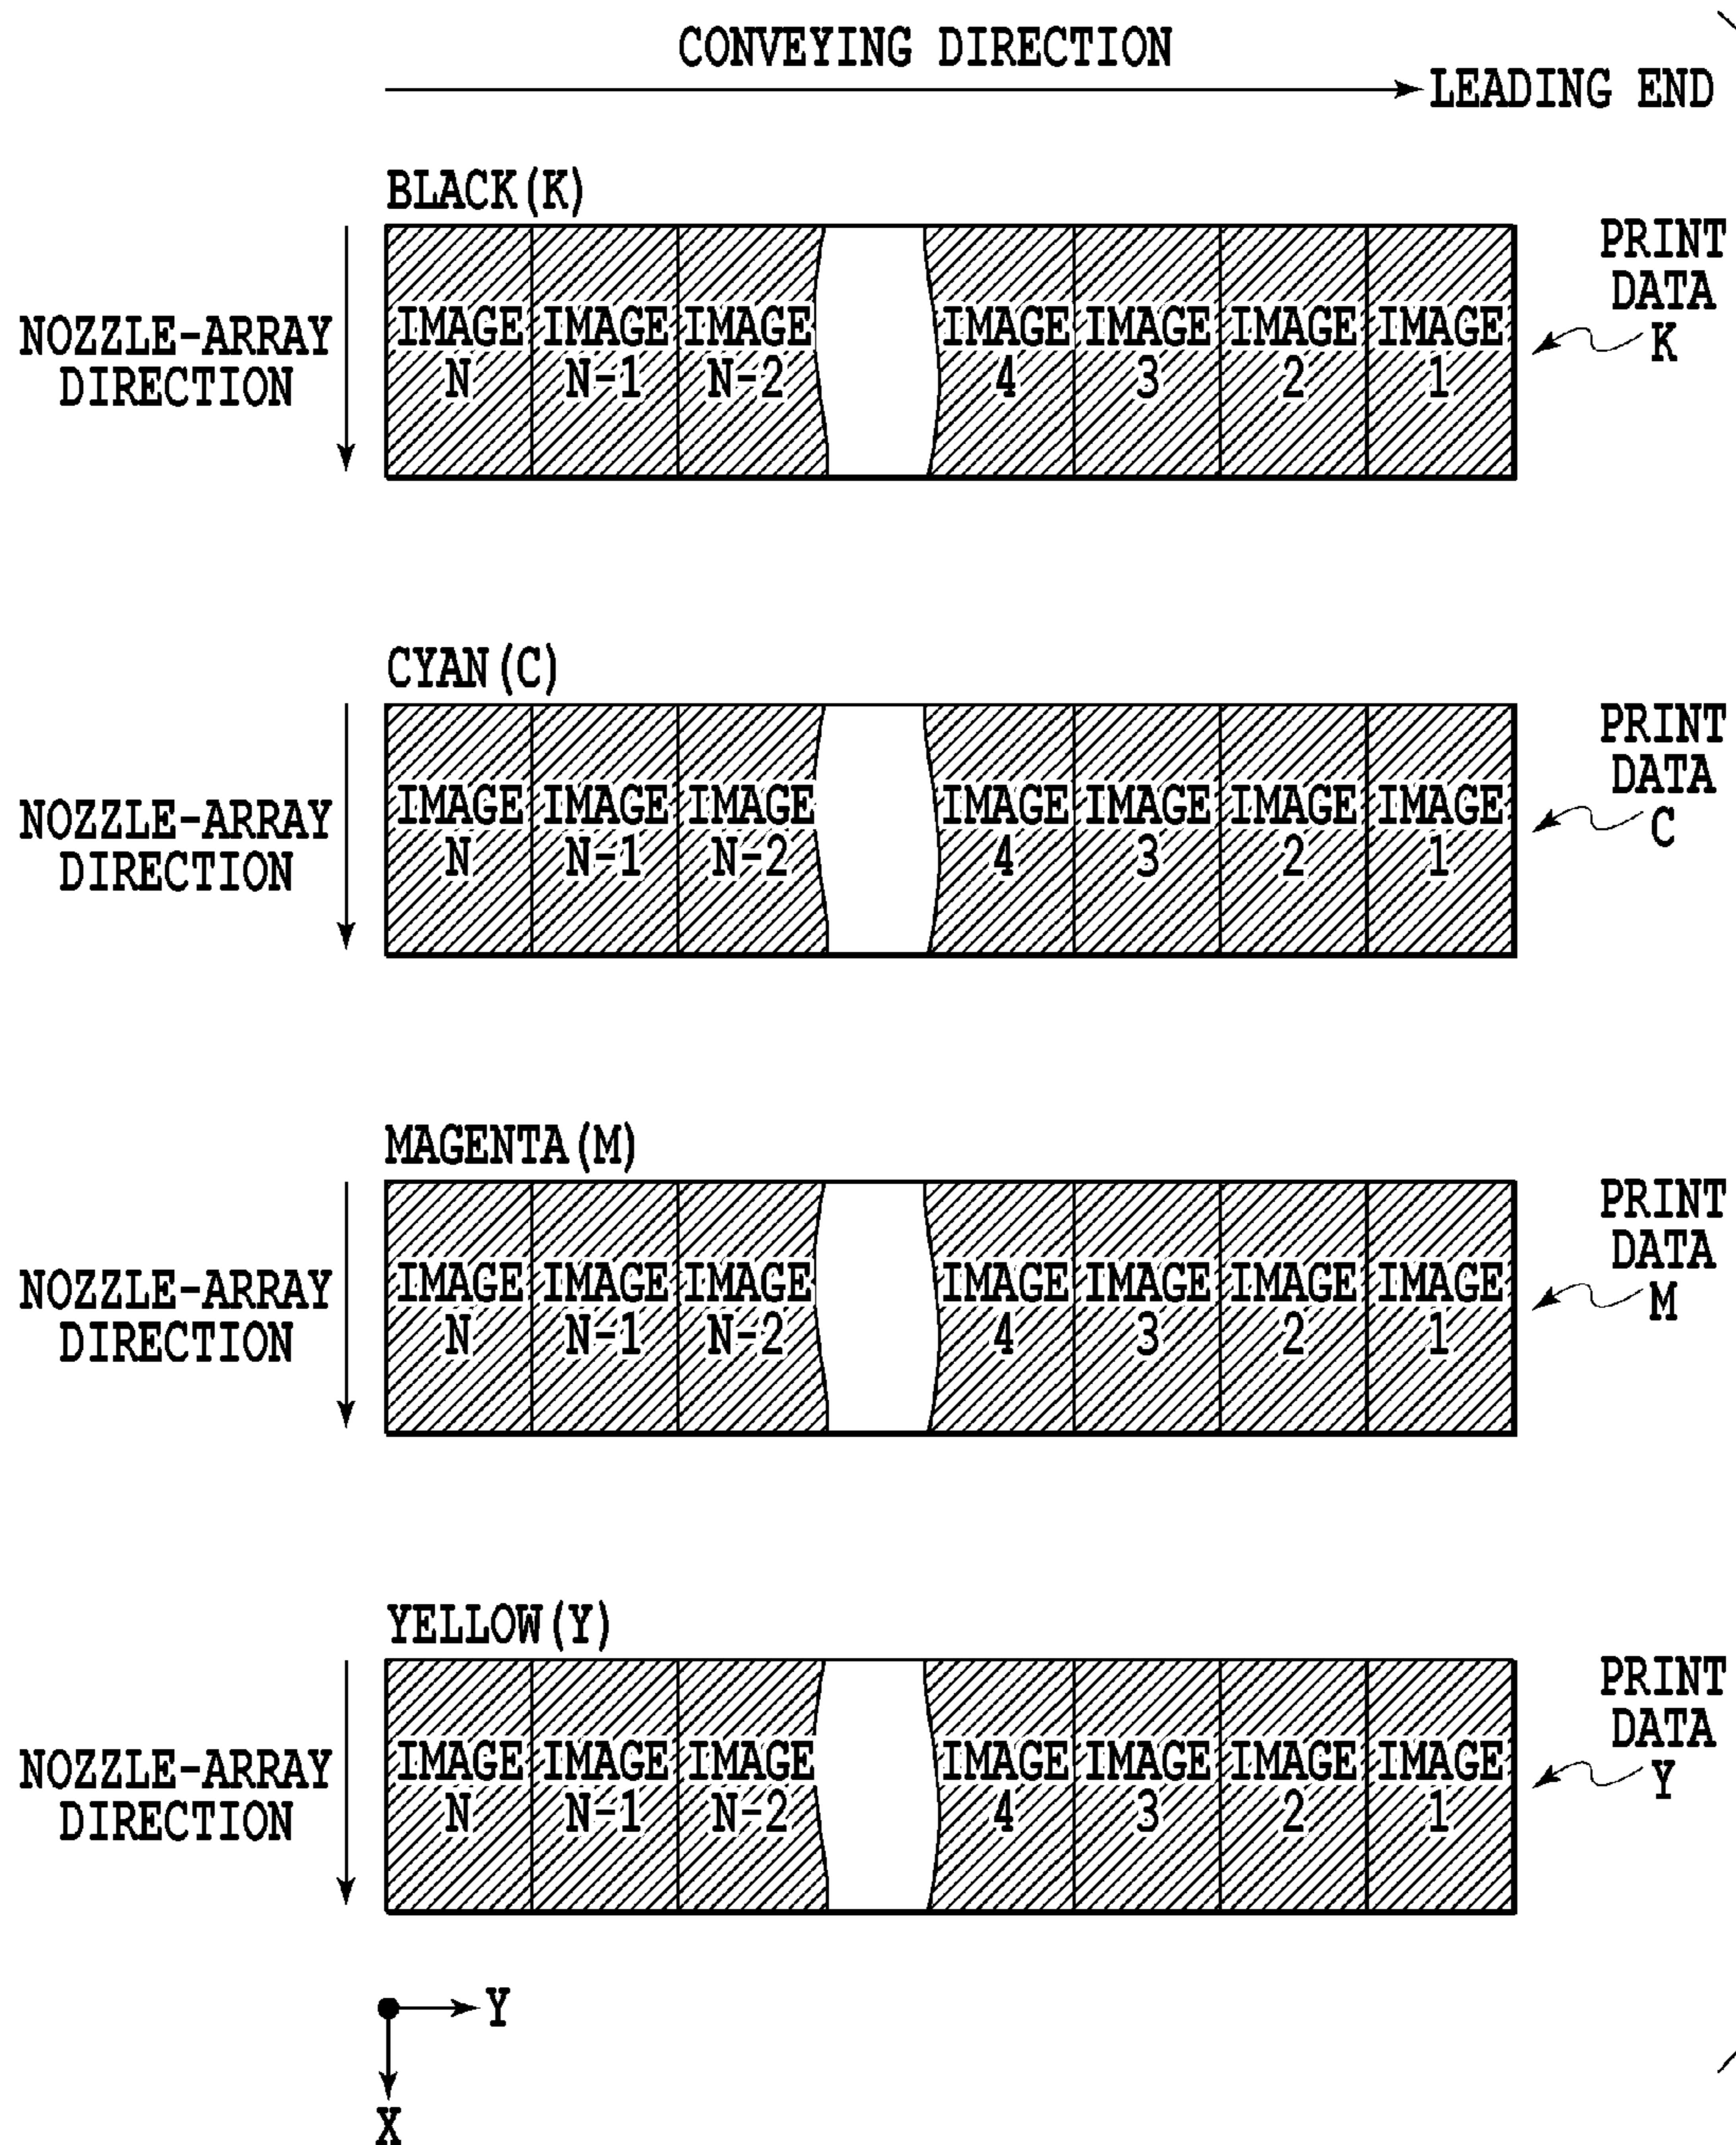 CONVEYING DIRECTION
LEADING END
BLACK(K)
NOZZLE-ARRAY
DIRECTION
IMAGE IMAGE IMAGE IMAGE IMAGE IMAGE IMAGE
N N-1 N-2 4 3 2 1
PRINT
DATA
K
CYAN(C)
NOZZLE-ARRAY
DIRECTION
IMAGE IMAGE IMAGE IMAGE IMAGE IMAGE IMAGE
N N-1 N-2 4 3 2 1
PRINT
DATA
C
MAGENTA(M)
NOZZLE-ARRAY
DIRECTION
IMAGE IMAGE IMAGE IMAGE IMAGE IMAGE IMAGE
N N-1 N-2 4 3 2 1
PRINT
DATA
M
YELLOW(Y)
NOZZLE-ARRAY
DIRECTION
IMAGE IMAGE IMAGE IMAGE IMAGE IMAGE IMAGE
N N-1 N-2 4 3 2 1
PRINT
DATA
Y
Y
X